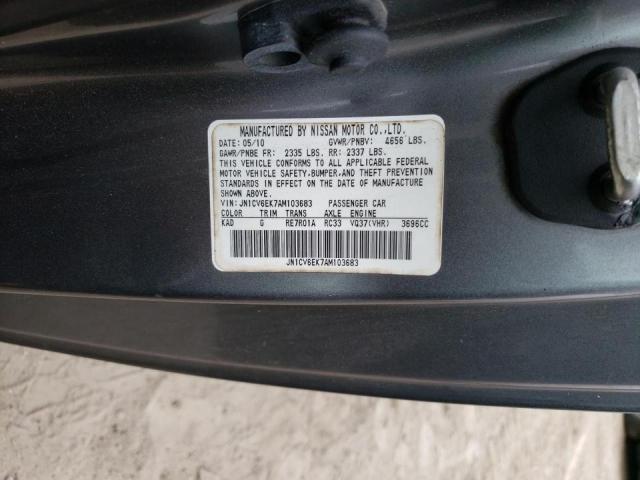 MANUFACTURED BY NISSAN MOTOR CO.,LTD.
DATE: 05/10 GVWR/PNBV: 4656 LBS.
GAWR/PNBE FR: 2335 LBS. RR: 2337 LBS.
THIS VEHICLE CONFORMS TO ALL APPLICABLE FEDERAL
MOTOR VEHICLE SAFETY,BUMPER,AND THEFT PREVENTION
STANDARDS IN EFFECT ON THE DATE OF MANUFACTURE
SHOWN ABOVE.
VIN: JN1CV6EK7AM103683 PASSENGER CAR
COLOR TRIM TRANS AXLE ENGINE
KAD G RE7R01A RC33 VQ37(VHR) 3696CC
JN1CV6EK7AM103683